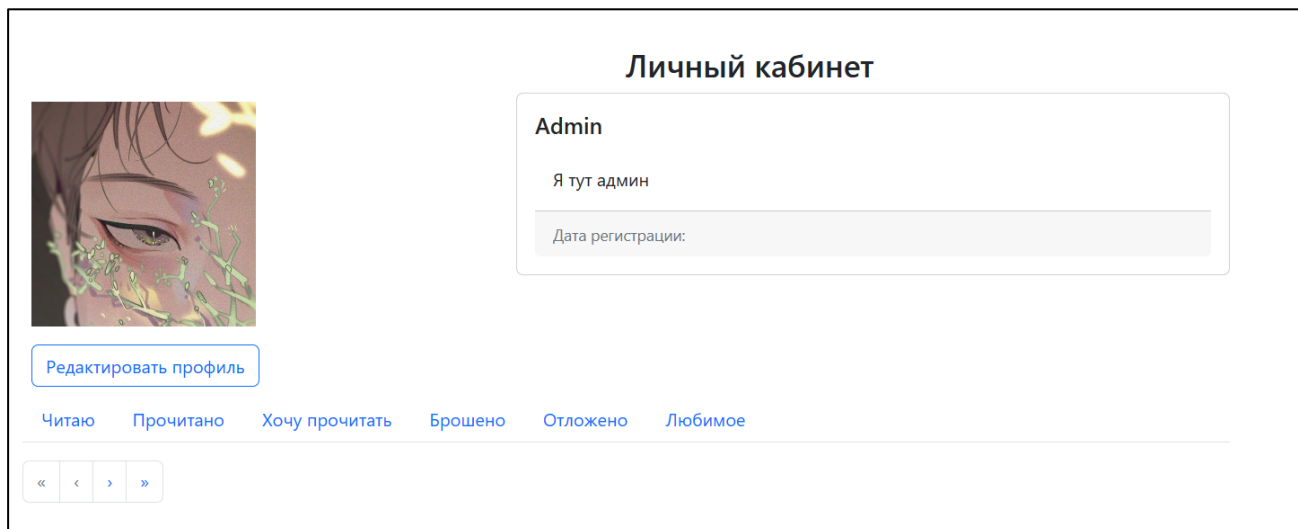 Личный кабинет
Admin
Я тут админ
Дата регистрации:
Редактировать профиль
Читаю Прочитано Хочу прочитать Брошено Отложено Любимое
« ‹ › »